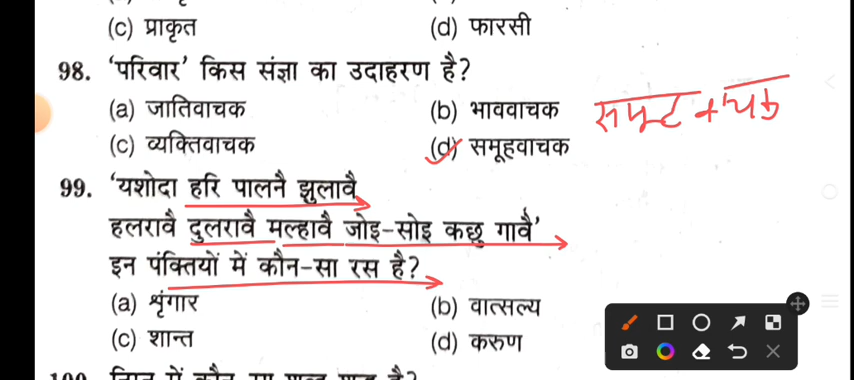 (c) प्राकृत (d) फारसी
98. 'परिवार' किस संज्ञा का उदाहरण है?
(a) जातिवाचक (b) भाववाचक
(c) व्यक्तिवाचक (d) समूहवाचक
99. 'यशोदा हरि पालनै झुलावै
हलरावै दुलरावै मल्हावै जोइ-सोइ कछु गावै'
इन पंक्तियों में कौन-सा रस है?
(a) शृंगार (b) वात्सल्य
(c) शान्त (d) करुण